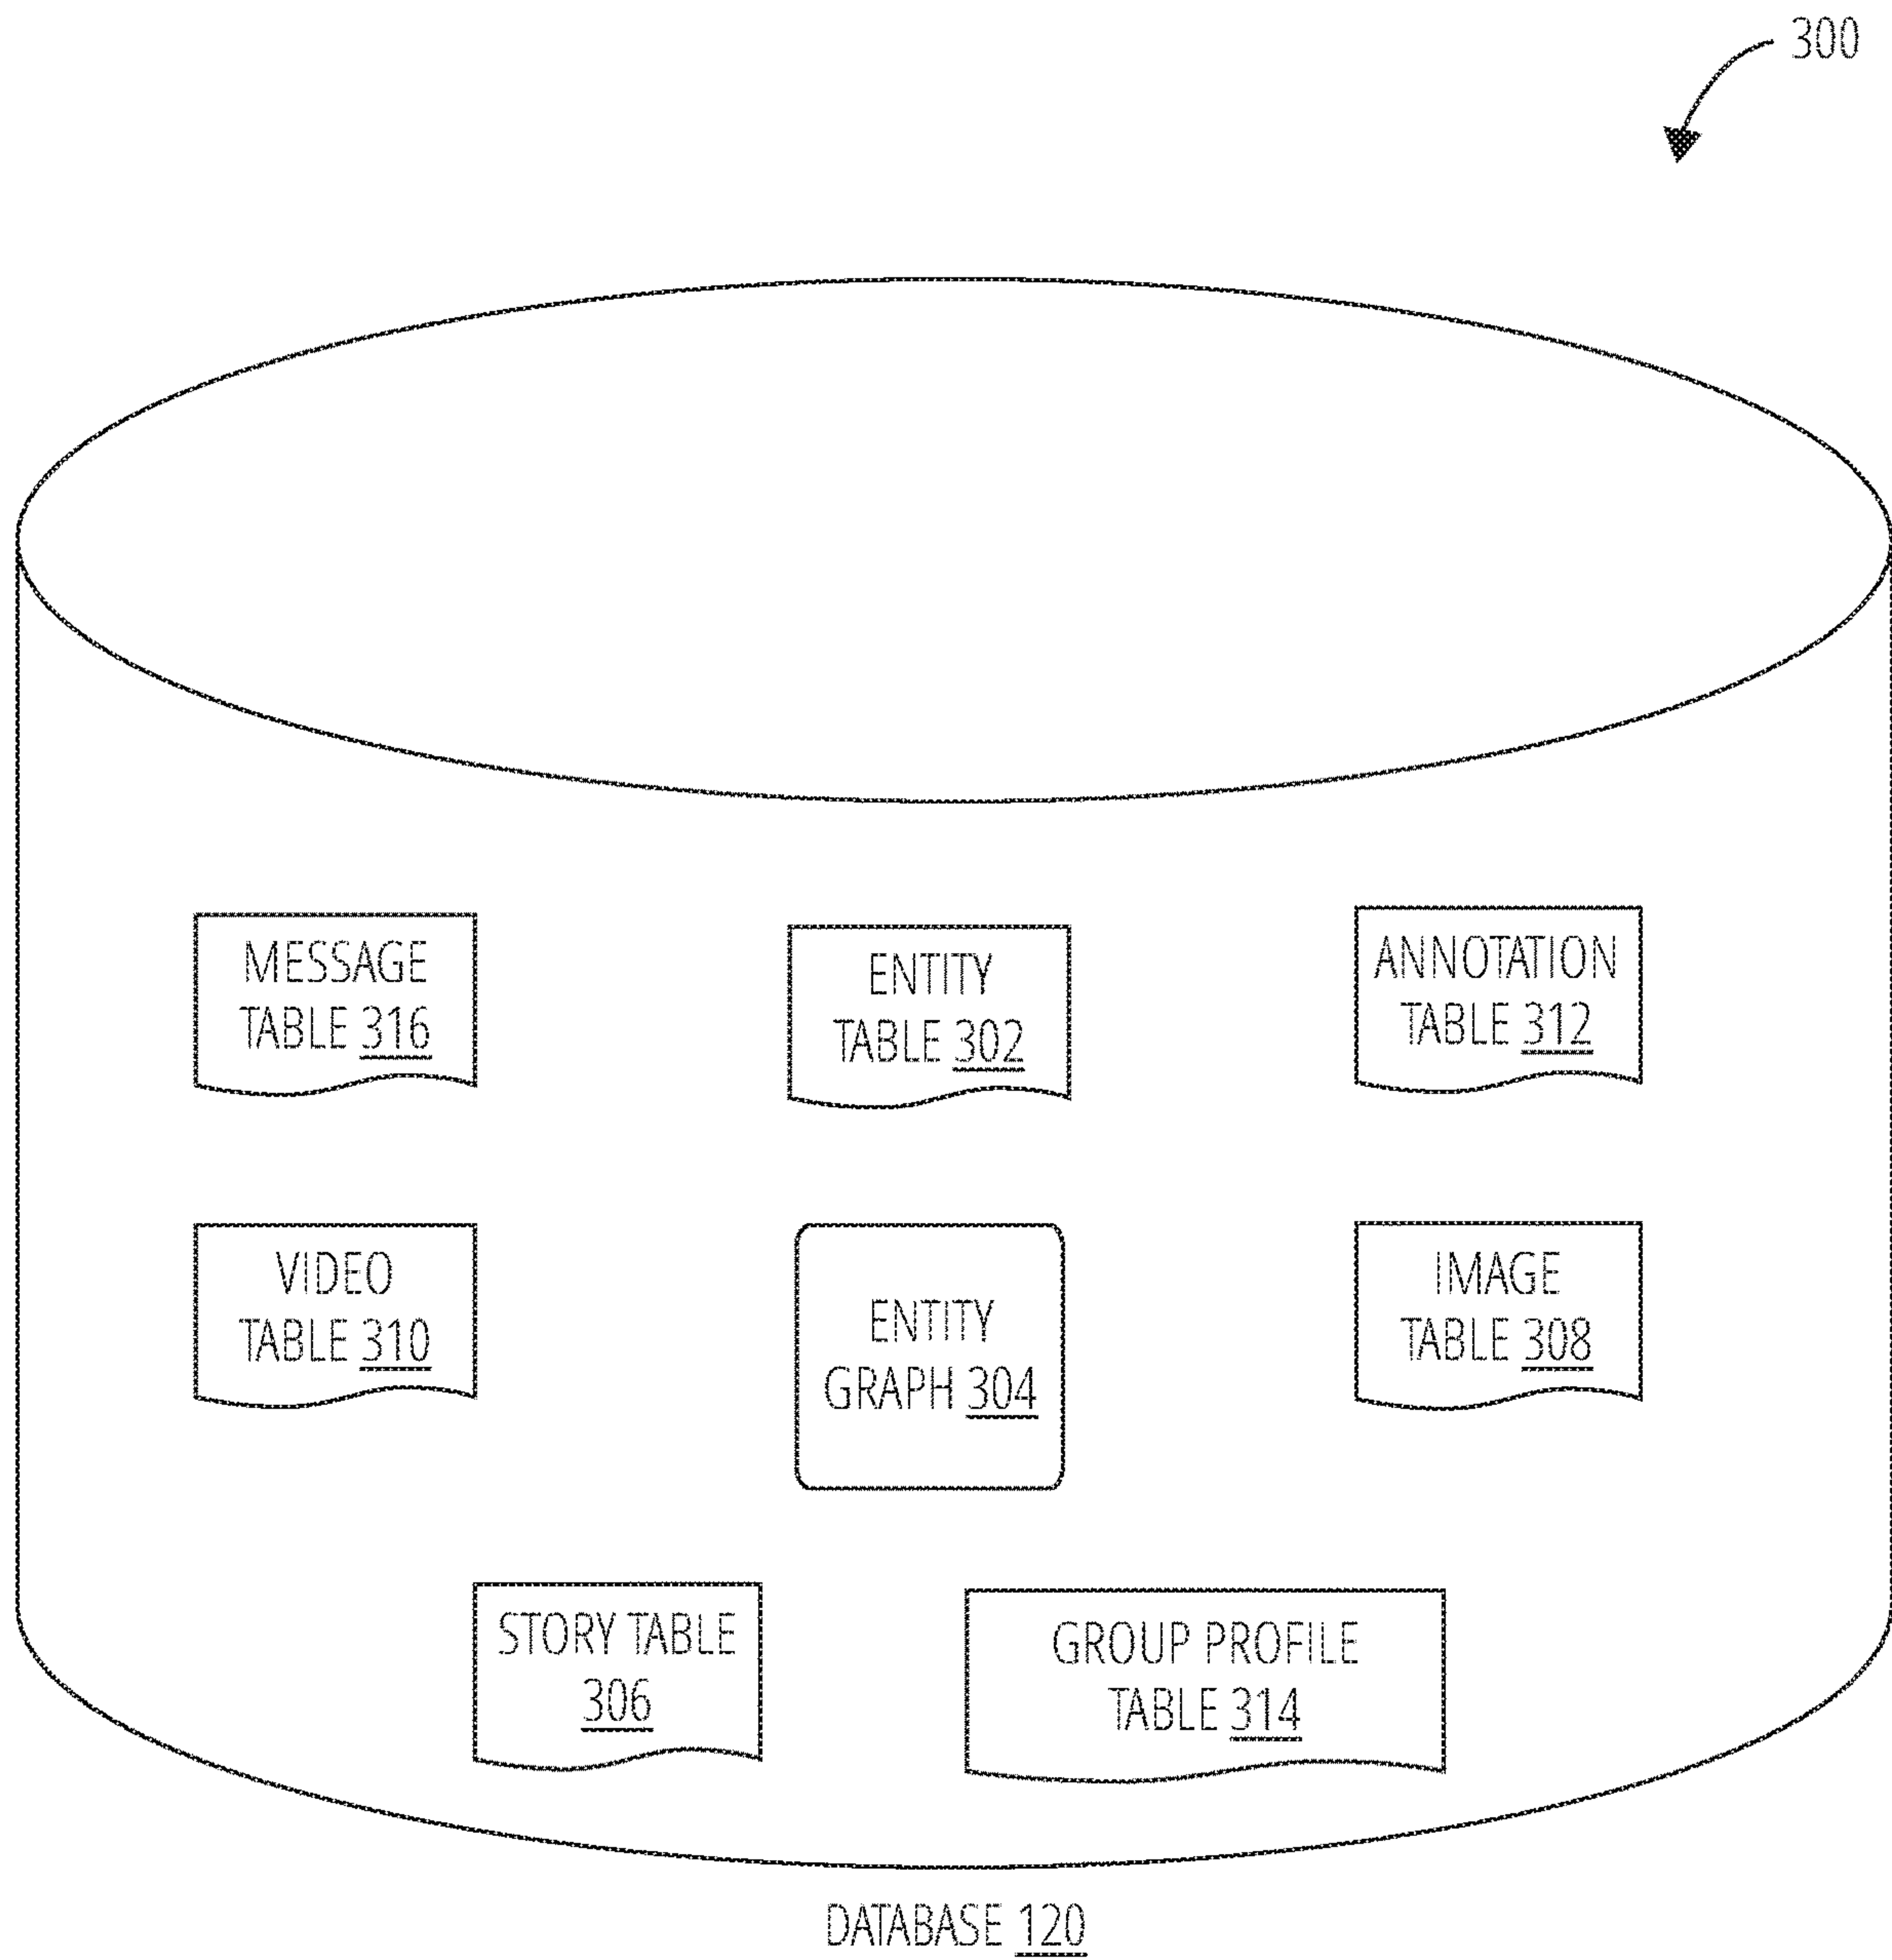 300
MESSAGE
TABLE 316
ENTITY
TABLE 302
ANNOTATION
TABLE 312
VIDEO
TABLE 310
ENTITY
GRAPH 304
IMAGE
TABLE 308
STORY TABLE
306
GROUP PROFILE
TABLE 314
DATABASE 120